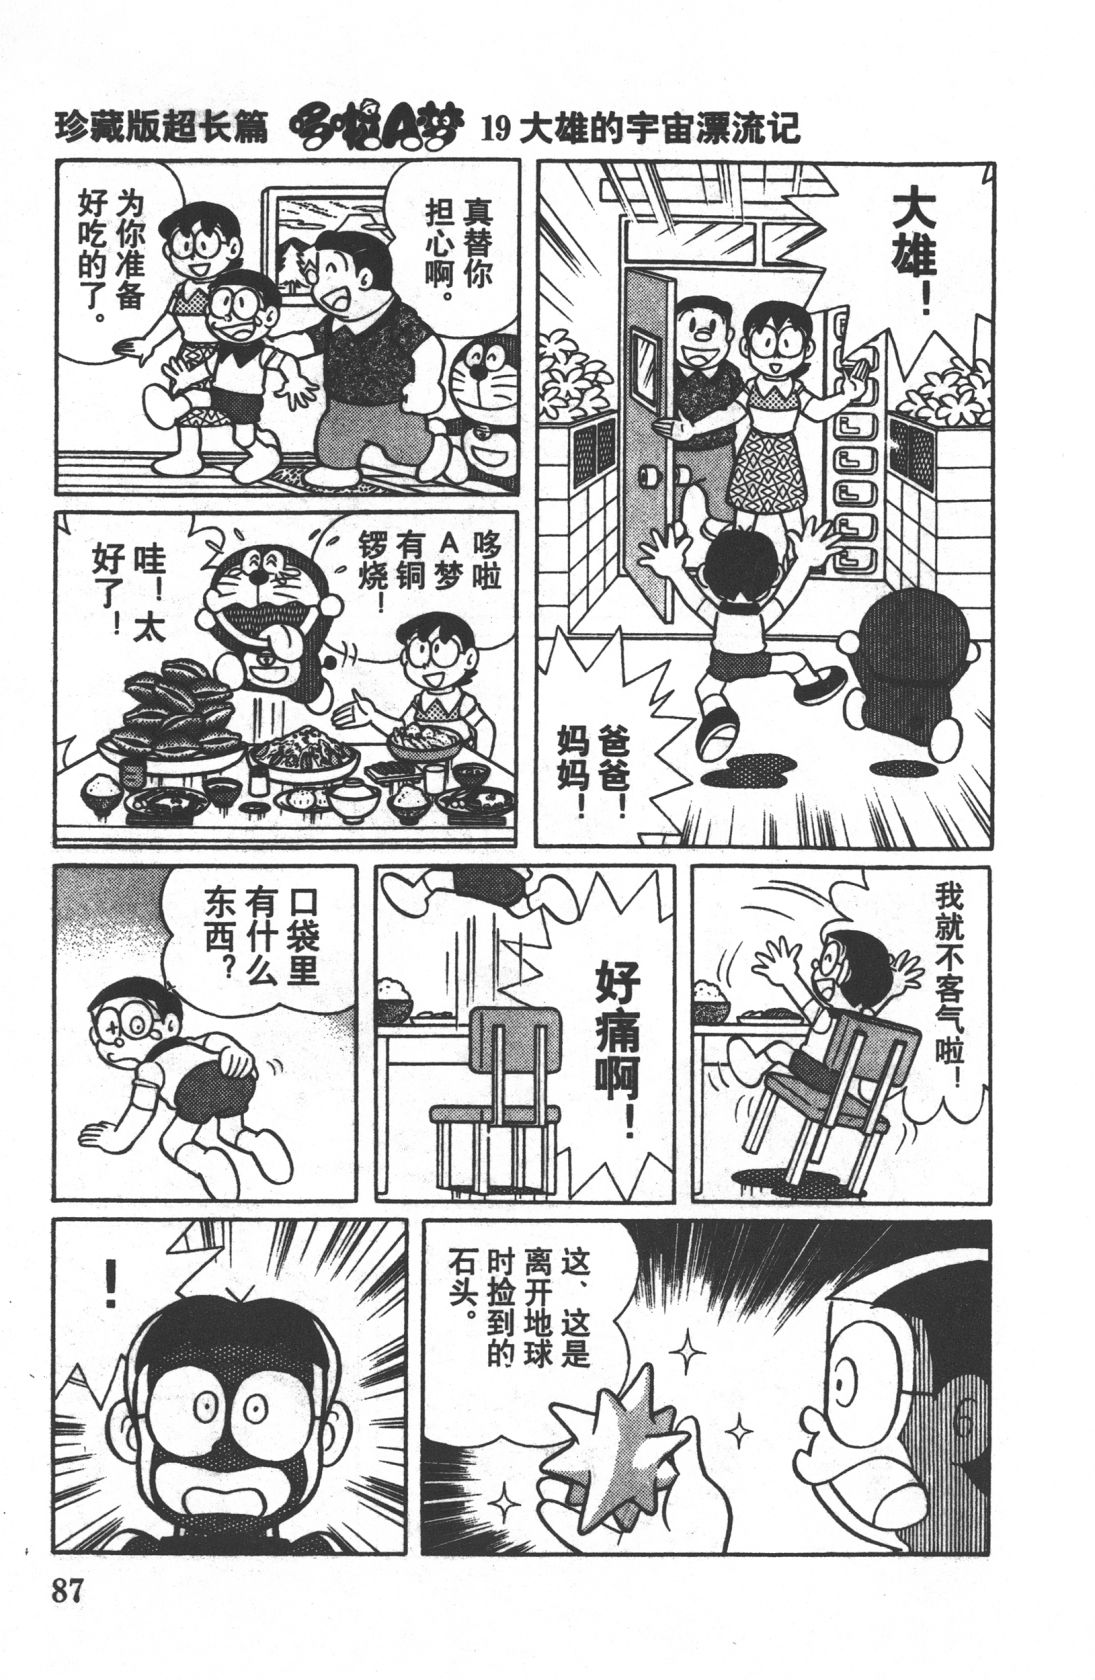 珍藏版超长篇 哆啦A梦 19 大雄的宇宙漂流记
大雄！
爸爸！
妈妈！
真替你
担心啊。
为你准备
好吃的了。
哆啦
A梦
有铜
锣烧！
哇！太
好了！
我就不客气啦！
好痛啊！
口袋里
有什么
东西？
这、这是
离开地球
时捡到的
石头。
！
87